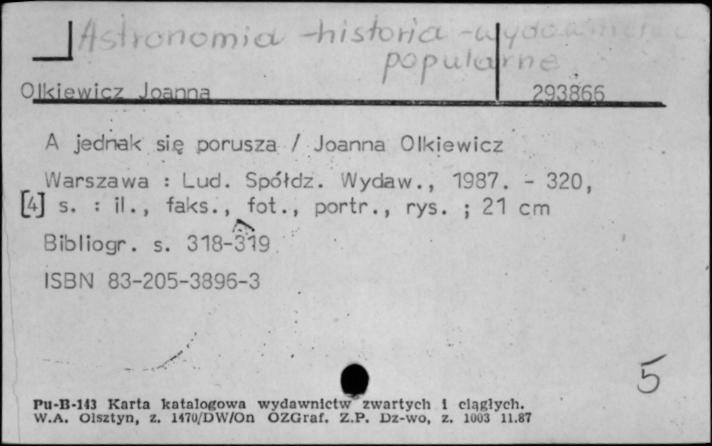 Astronomia - historia - wydawnictwa
popularne
Olkiewicz Joanna 293866
A jednak się porusza / Joanna Olkiewicz
Warszawa : Lud. Spółdz. Wydaw., 1987. - 320,
[4] s. : il., faks., fot., portr., rys. ; 21 cm
Bibliogr. s. 318-319
ISBN 83-205-3896-3
5
Pu-B-143 Karta katalogowa wydawnictw zwartych i ciągłych.
W.A. Olsztyn, z. 1470/DW/On OZGraf. Z.P. Dz-wo, z. 1003 11.87